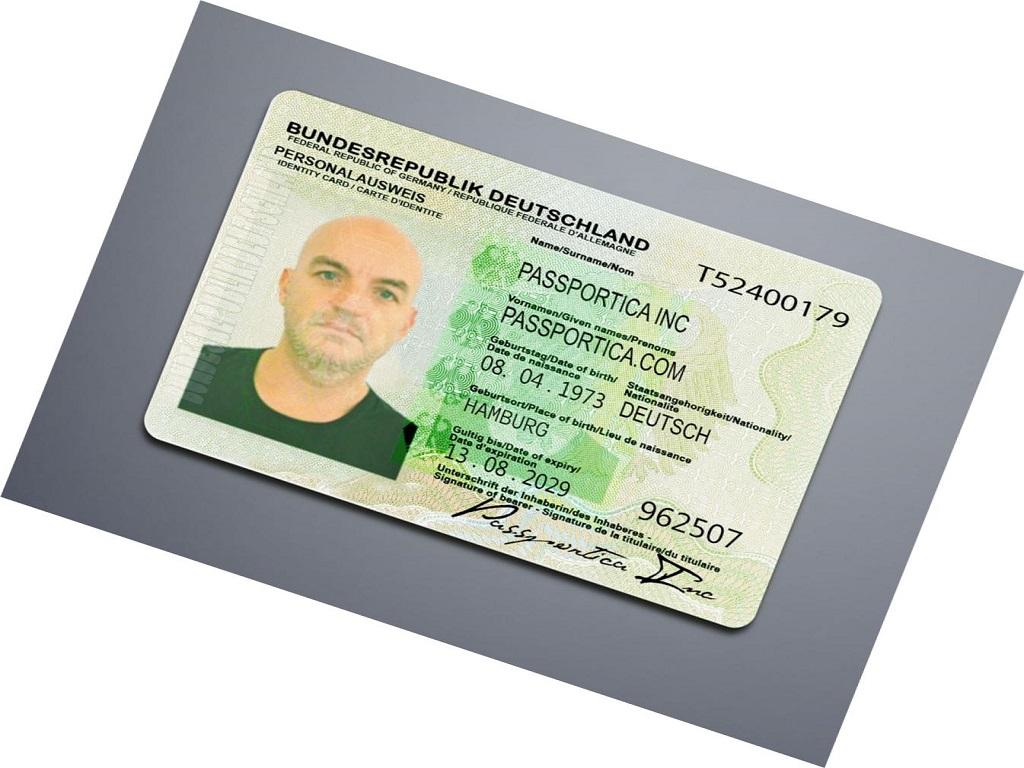 BUNDESREPUBLIK DEUTSCHLAND
FEDERAL REPUBLIC OF GERMANY / REPUBLIQUE FEDERALE D'ALLEMAGNE
PERSONALAUSWEIS
IDENTITY CARD / CARTE D'IDENTITE
T52400179
Name/Surname/Nom
PASSPORTICA INC
Vornamen/Given names/Prenoms
PASSPORTICA.COM
Geburtstag/Date of birth/
Date de naissance
08. 04. 1973
Staatsangehorigkeit/Nationality/
Nationalite
DEUTSCH
Geburtsort/Place of birth/Lieu de naissance
HAMBURG
Gultig bis/Date of expiry/
Date d'expiration
13 . 08 . 2029
962507
Unterschrift der Inhaberin/des Inhaberes -
Signature of bearer - Signature de la titulaire/du titulaire
Passportica Inc